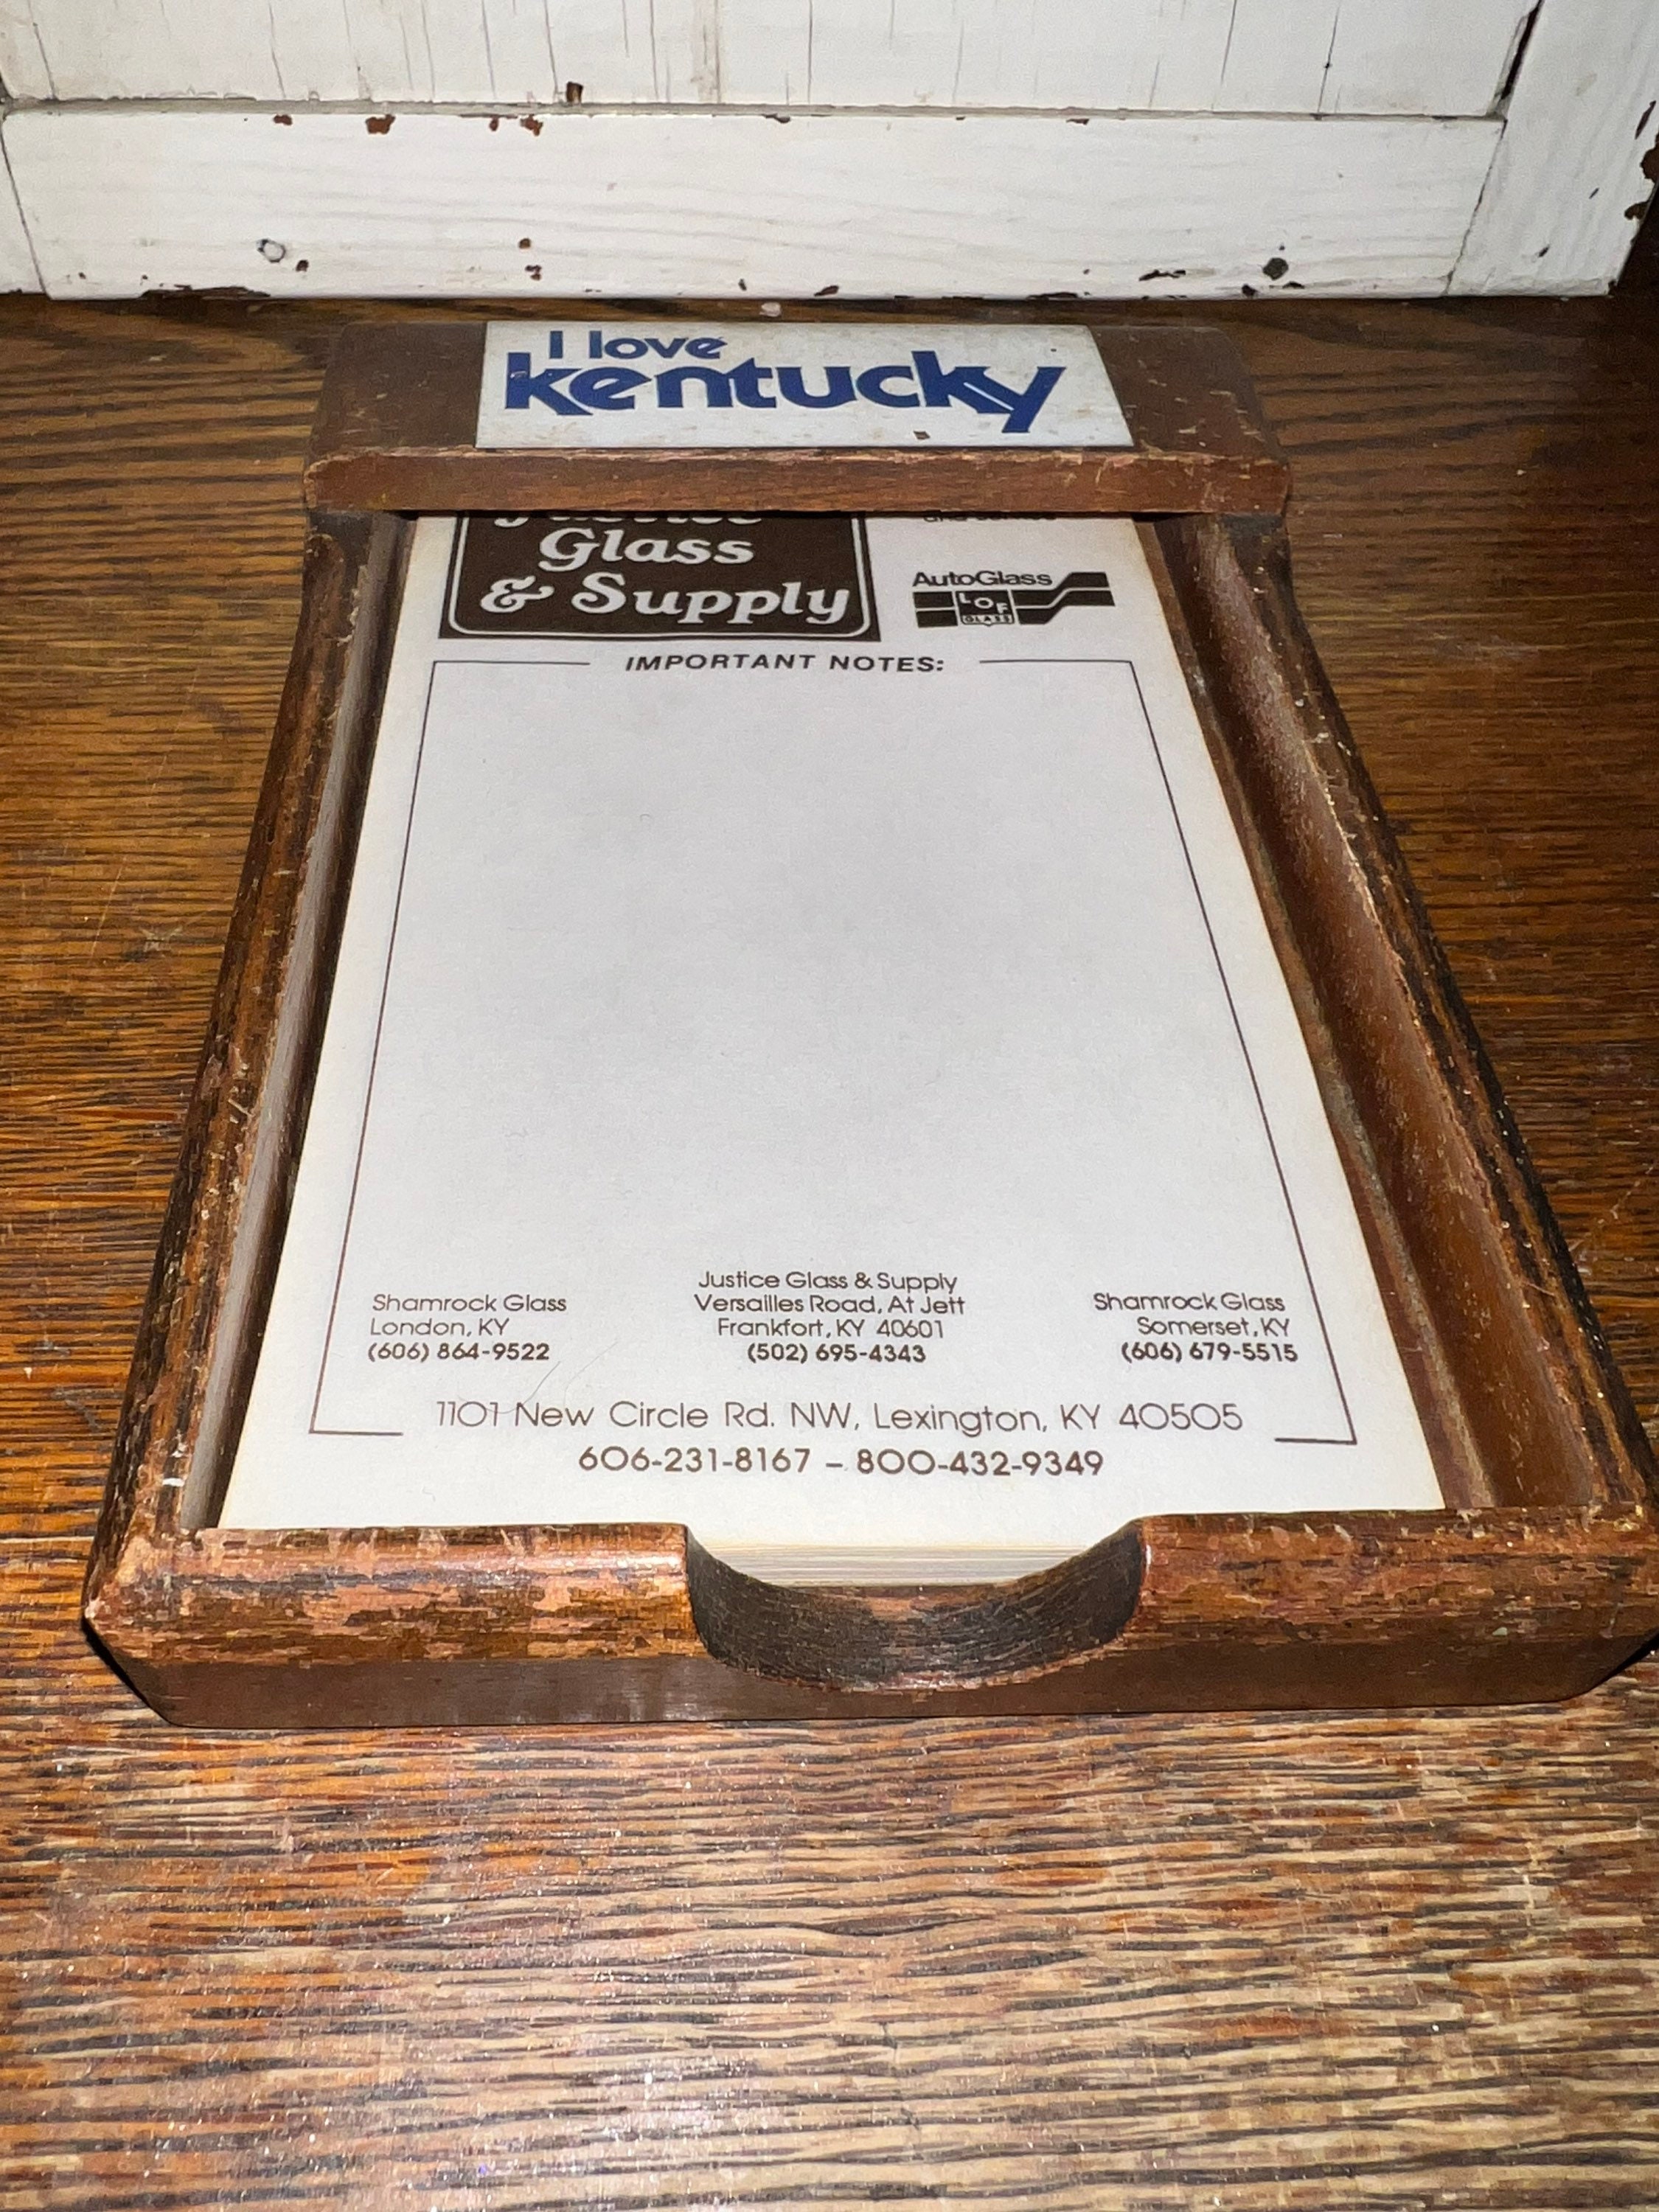 I love
kentucky
Glass
& Supply
AutoGlass
LOF
GLASS
IMPORTANT NOTES:
Shamrock Glass
London, KY
(606) 864-9522
Justice Glass & Supply
Versailles Road, At Jett
Frankfort, KY 40601
(502) 695-4343
Shamrock Glass
Somerset, KY
(606) 679-5515
1101 New Circle Rd. NW, Lexington, KY 40505
606-231-8167 – 800-432-9349